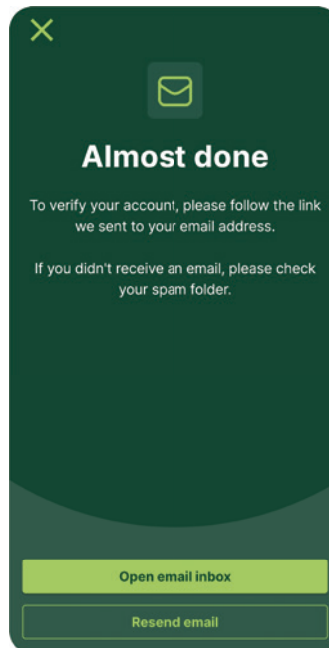 Almost done
To verify your account, please follow the link
we sent to your email address.
If you didn't receive an email, please check
your spam folder.
Open email inbox
Resend email